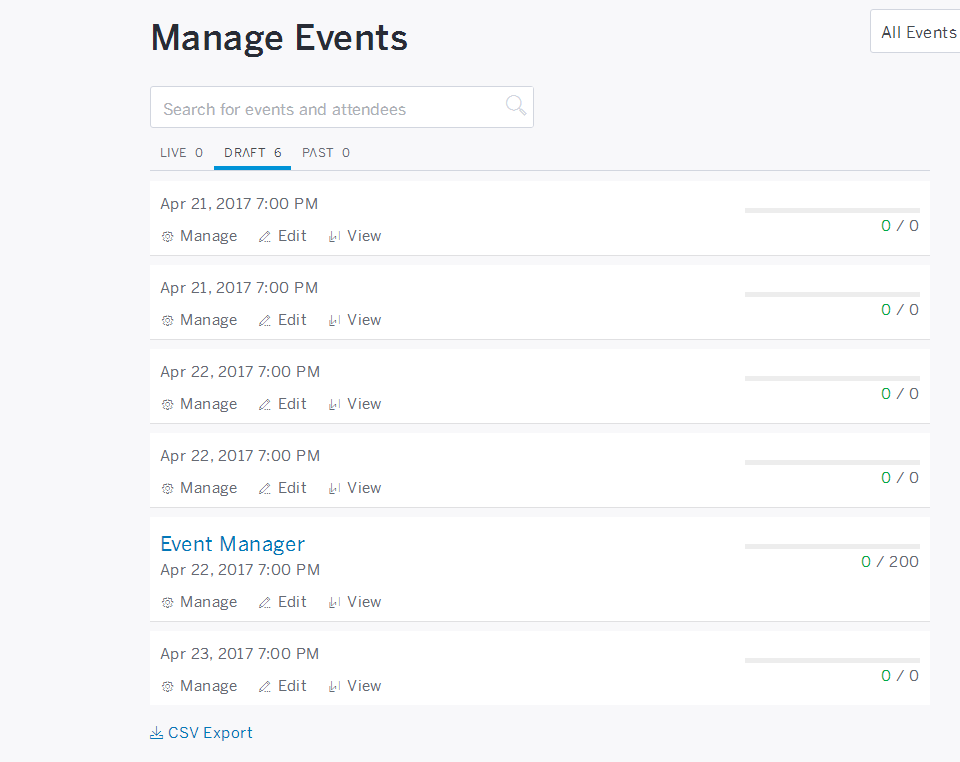 Manage Events
All Events
Search for events and attendees
LIVE 0 DRAFT 6 PAST 0
Apr 21, 2017 7:00 PM
0 / 0
Manage Edit View
Apr 21, 2017 7:00 PM
0 / 0
Manage Edit View
Apr 22, 2017 7:00 PM
0 / 0
Manage Edit View
Apr 22, 2017 7:00 PM
0 / 0
Manage Edit View
Event Manager
0 / 200
Apr 22, 2017 7:00 PM
Manage Edit View
Apr 23, 2017 7:00 PM
0 / 0
Manage Edit View
CSV Export